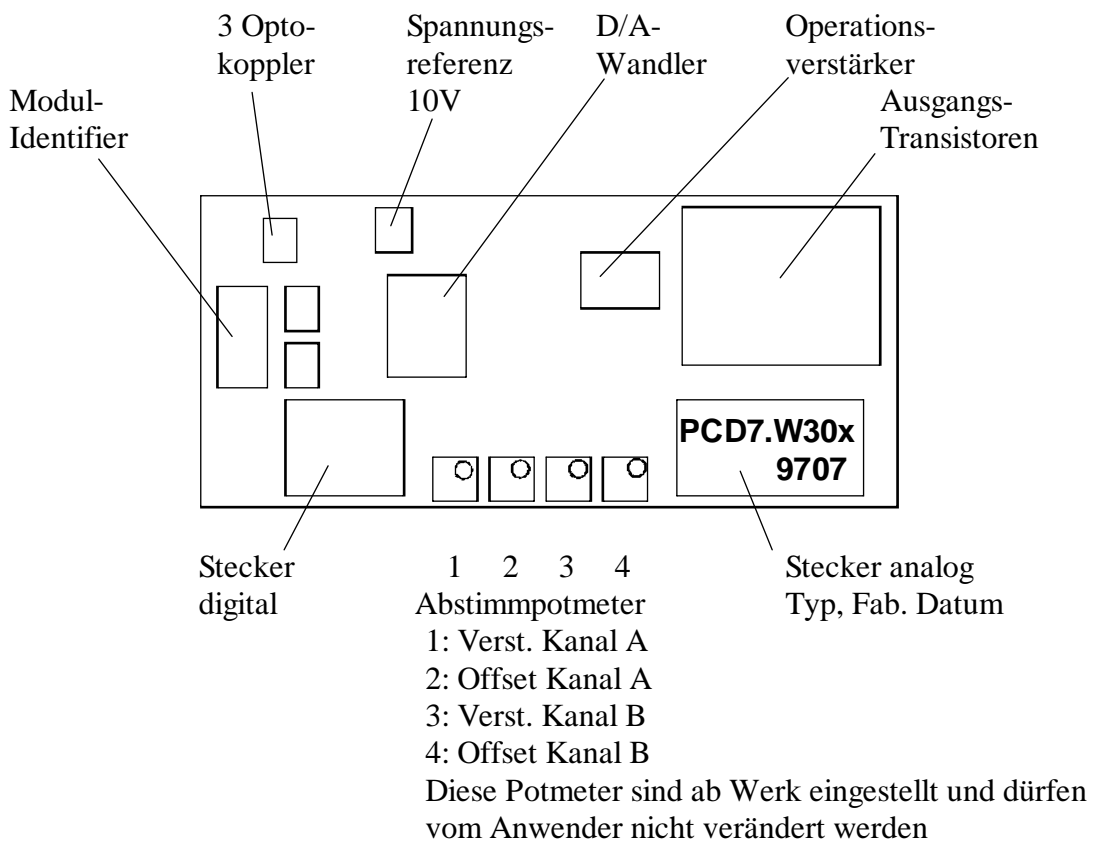 3 Opto-
koppler
Spannungs-
referenz
10V
D/A-
Wandler
Operations-
verstärker
Modul-
Identifier
Ausgangs-
Transistoren
PCD7.W30x
9707
Stecker
digital
1 2 3 4
Abstimmpotmeter
1: Verst. Kanal A
2: Offset Kanal A
3: Verst. Kanal B
4: Offset Kanal B
Diese Potmeter sind ab Werk eingestellt und dürfen
vom Anwender nicht verändert werden
Stecker analog
Typ, Fab. Datum